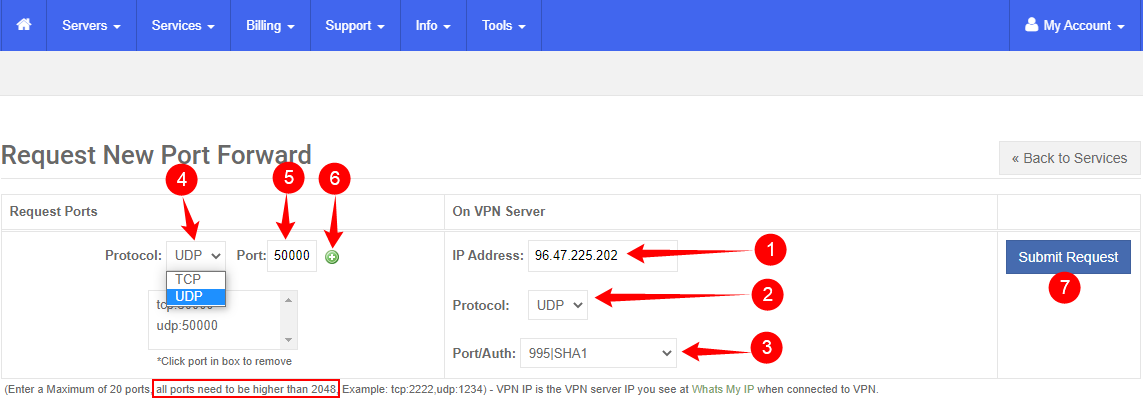 Servers Services Billing Support Info Tools My Account
Request New Port Forward
« Back to Services
4 5 6
Request Ports On VPN Server
Protocol: UDP Port: 50000 IP Address: 96.47.225.202 1 Submit Request
TCP
UDP
udp:50000
Protocol: UDP 2 7
*Click port in box to remove Port/Auth: 995|SHA1 3
(Enter a Maximum of 20 ports, all ports need to be higher than 2048. Example: tcp:2222,udp:1234) - VPN IP is the VPN server IP you see at Whats My IP when connected to VPN.